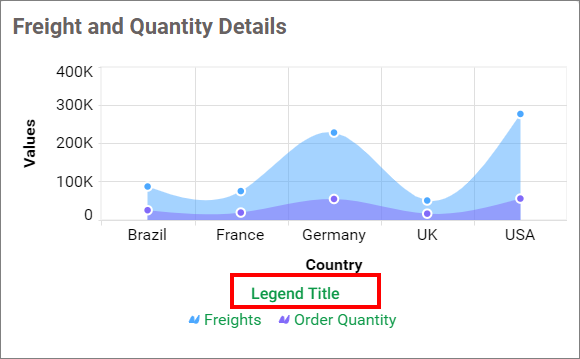 Freight and Quantity Details
400K
300K
200K
100K
0
Values
Brazil France Germany UK USA
Country
Legend Title
Freights Order Quantity